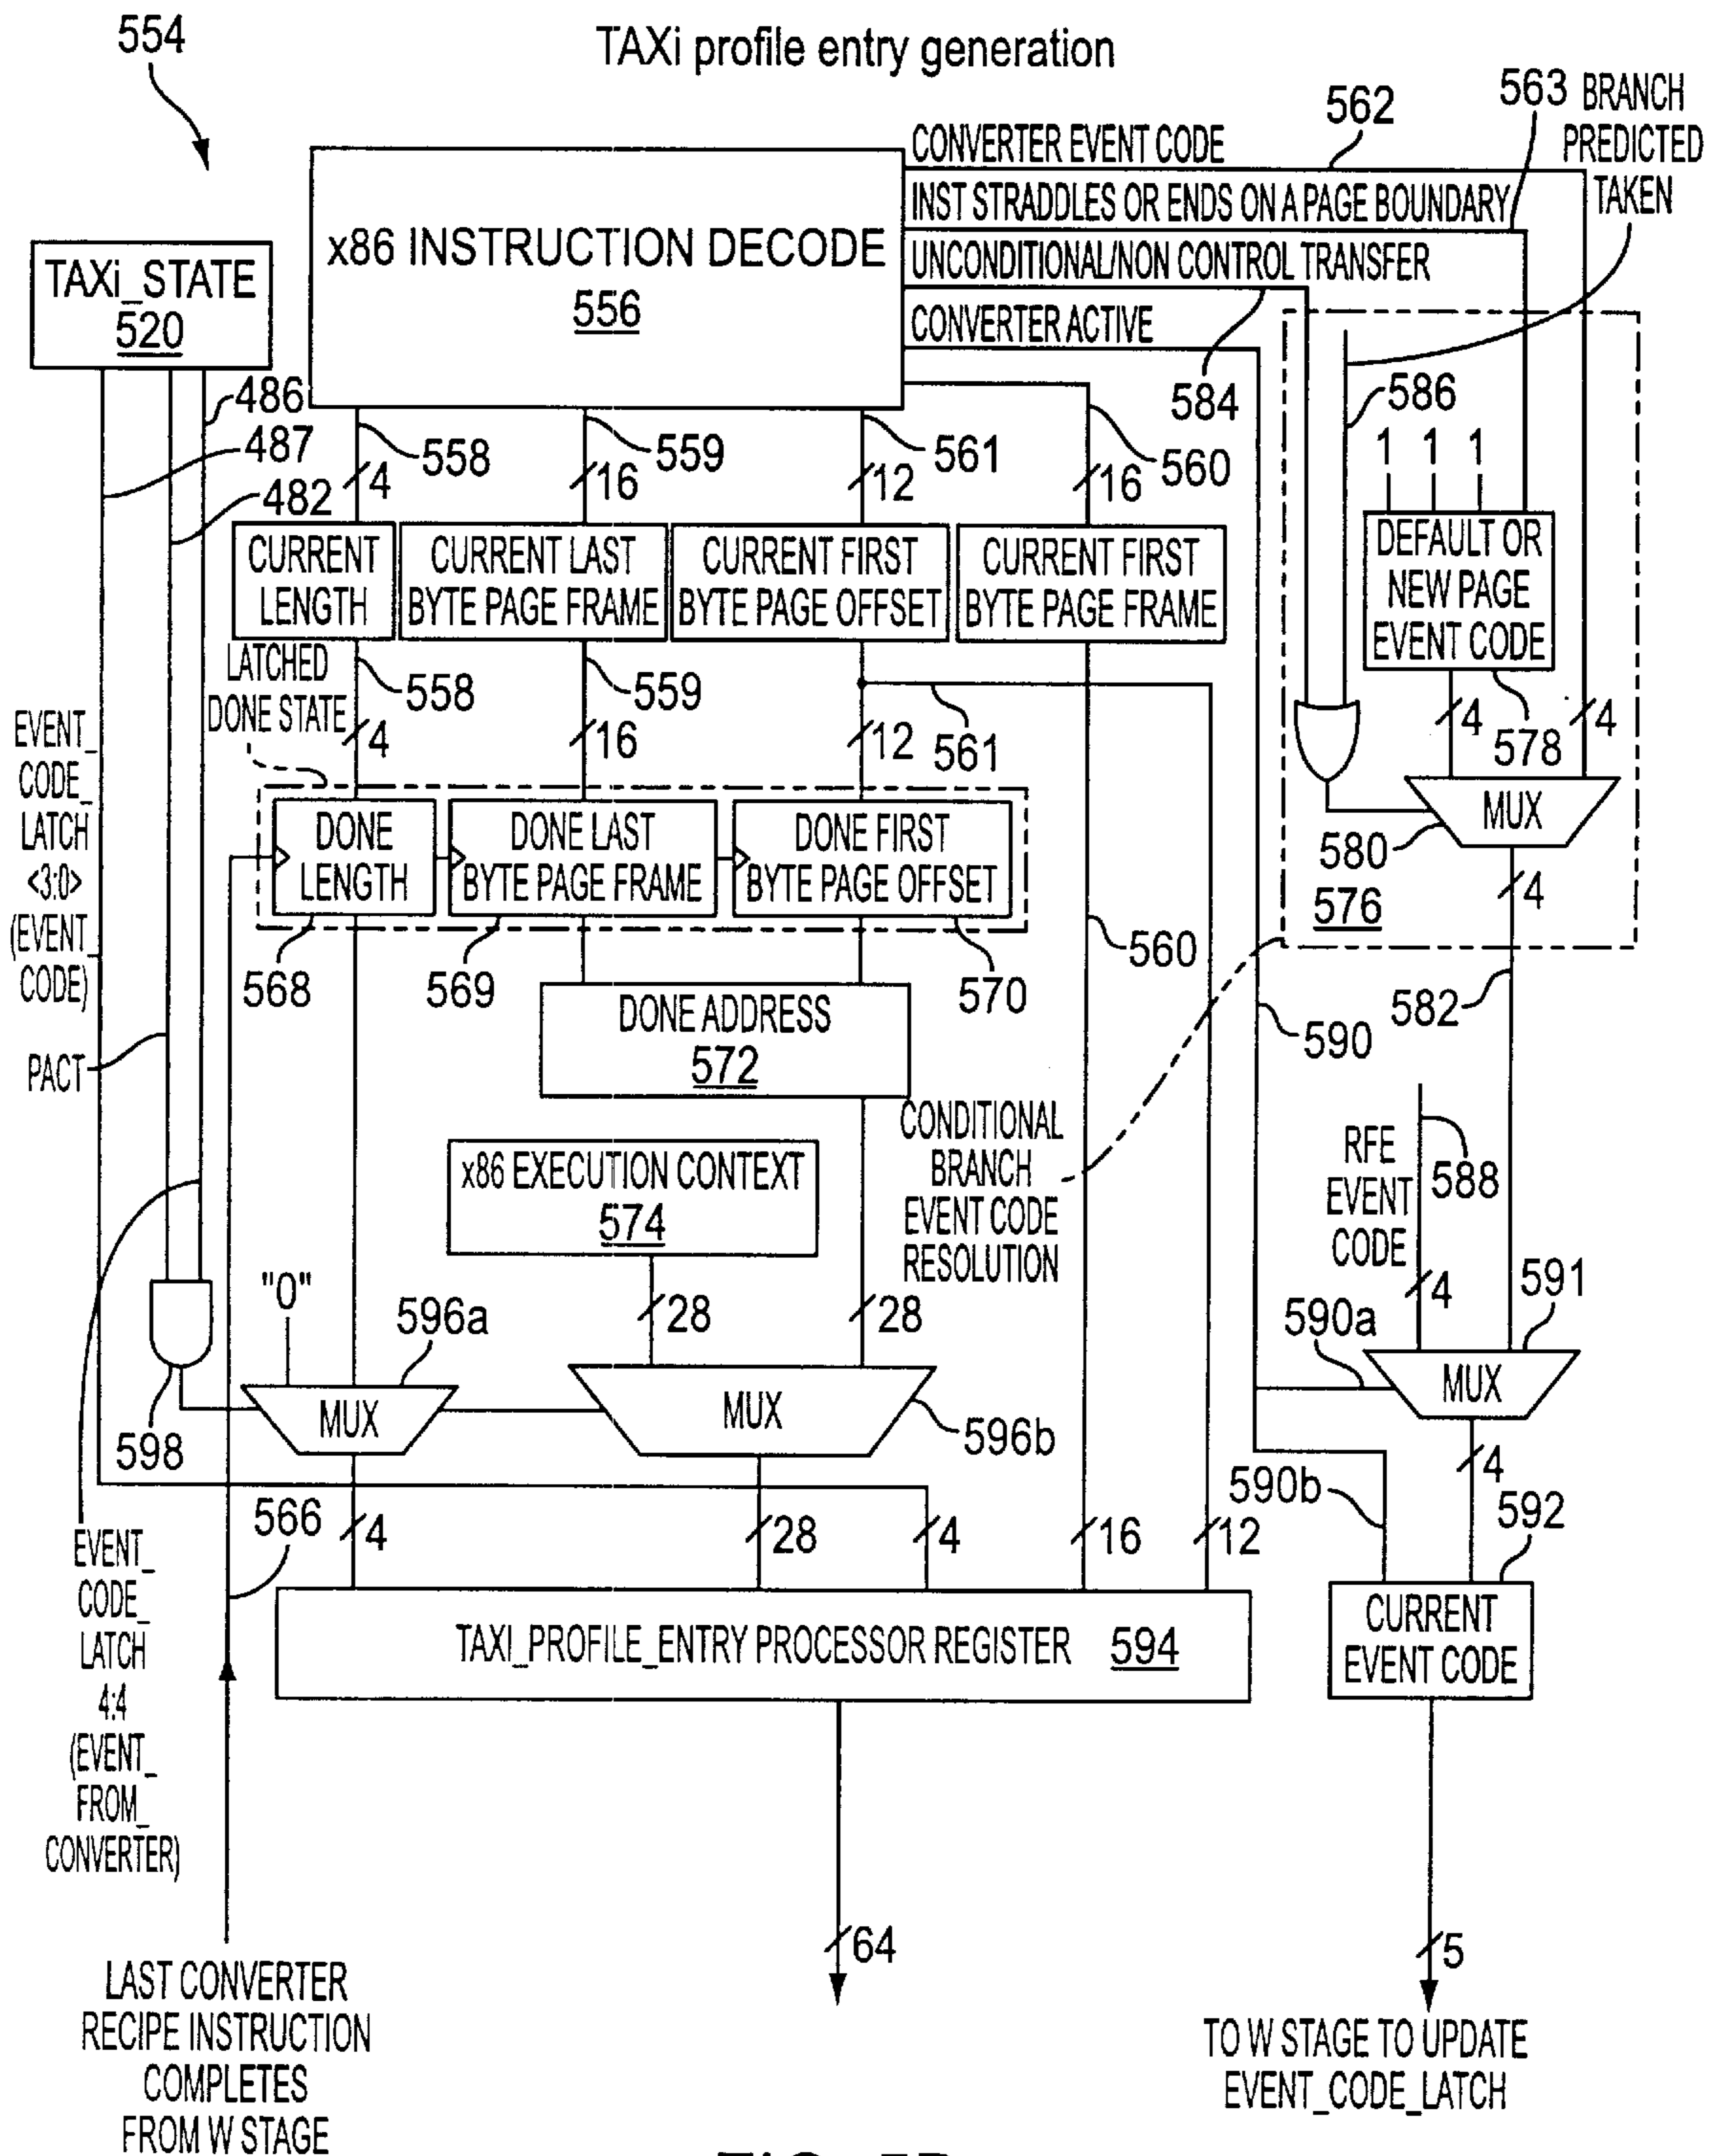 554
TAXi profile entry generation
562
563 BRANCH
PREDICTED
TAKEN
CONVERTER EVENT CODE
INST STRADDLES OR ENDS ON A PAGE BOUNDARY
UNCONDITIONAL/NON CONTROL TRANSFER
CONVERTER ACTIVE
x86 INSTRUCTION DECODE
556
TAXi_STATE
520
486
487
482
558
559
561
560
584
586
4
16
12
16
1 1 1
CURRENT
LENGTH
CURRENT LAST
BYTE PAGE FRAME
CURRENT FIRST
BYTE PAGE OFFSET
CURRENT FIRST
BYTE PAGE FRAME
DEFAULT OR
NEW PAGE
EVENT CODE
LATCHED
DONE STATE
558
559
561
4
16
12
4
578
4
EVENT_
CODE_
LATCH
<3:0>
(EVENT_
CODE)
DONE
LENGTH
DONE LAST
BYTE PAGE FRAME
DONE FIRST
BYTE PAGE OFFSET
MUX
580
576
4
568
569
570
560
582
590
PACT
DONE ADDRESS
572
CONDITIONAL
BRANCH
EVENT CODE
RESOLUTION
x86 EXECUTION CONTEXT
574
RFE
EVENT
CODE
588
4
591
"0"
596a
28
28
590a
MUX
MUX
MUX
598
596b
4
590b
592
566
4
28
4
16
12
EVENT_
CODE_
LATCH
4:4
(EVENT_
FROM_
CONVERTER)
TAXI_PROFILE_ENTRY PROCESSOR REGISTER 594
CURRENT
EVENT CODE
64
5
LAST CONVERTER
RECIPE INSTRUCTION
COMPLETES
FROM W STAGE
TO W STAGE TO UPDATE
EVENT_CODE_LATCH